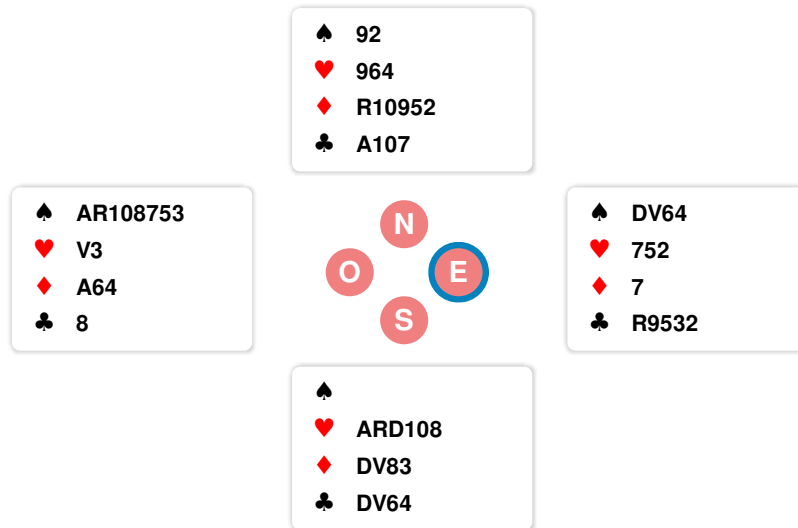 ♠ 92
♥ 964
♦ R10952
♣ A107
♠ AR108753
♥ V3
♦ A64
♣ 8
N
O
E
S
♠ DV64
♥ 752
♦ 7
♣ R9532
♠
♥ ARD108
♦ DV83
♣ DV64